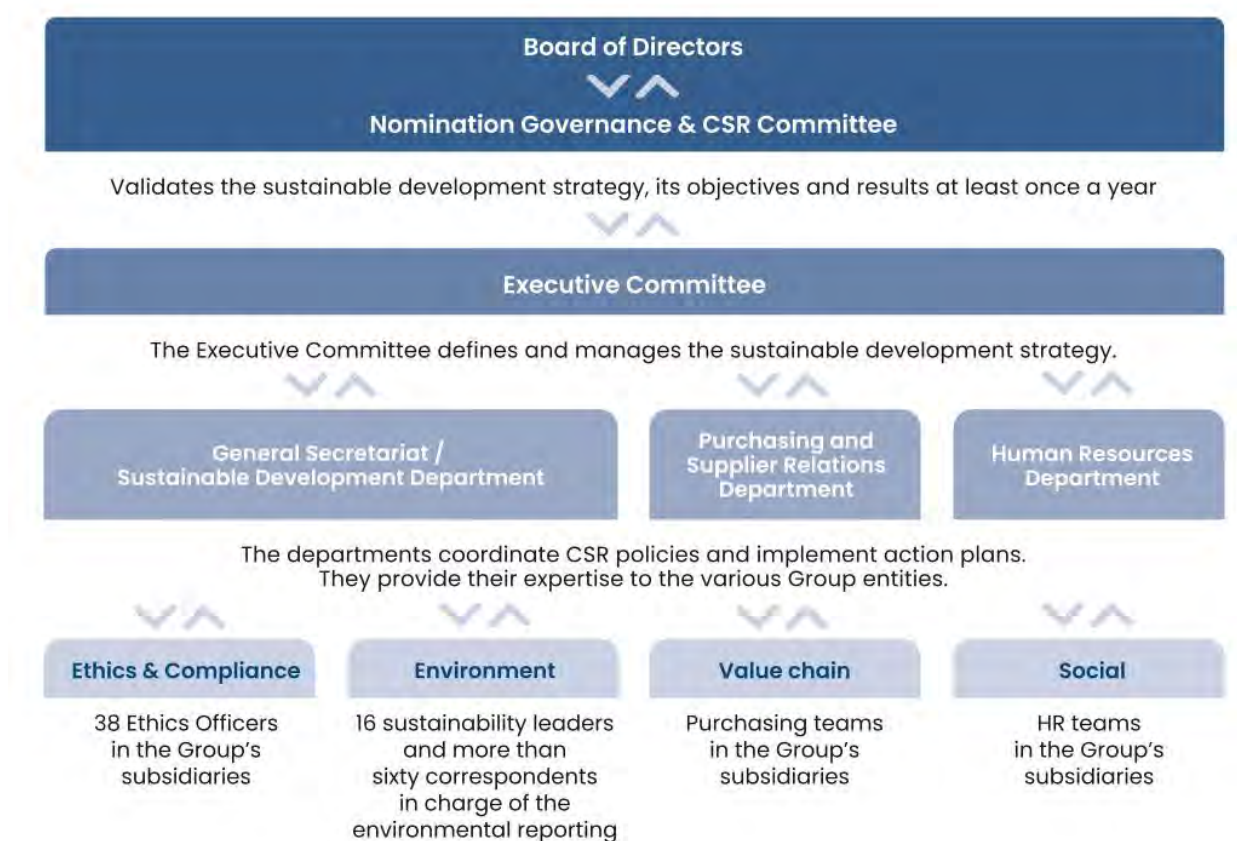 Board of Directors
Nomination Governance & CSR Committee
Validates the sustainable development strategy, its objectives and results at least once a year
Executive Committee
The Executive Committee defines and manages the sustainable development strategy.
General Secretariat /
Sustainable Development Department
Purchasing and
Supplier Relations
Department
Human Resources
Department
The departments coordinate CSR policies and implement action plans.
They provide their expertise to the various Group entities.
Ethics & Compliance
38 Ethics Officers
in the Group's
subsidiaries
Environment
16 sustainability leaders
and more than
sixty correspondents
in charge of the
environmental reporting
Value chain
Purchasing teams
in the Group's
subsidiaries
Social
HR teams
in the Group's
subsidiaries